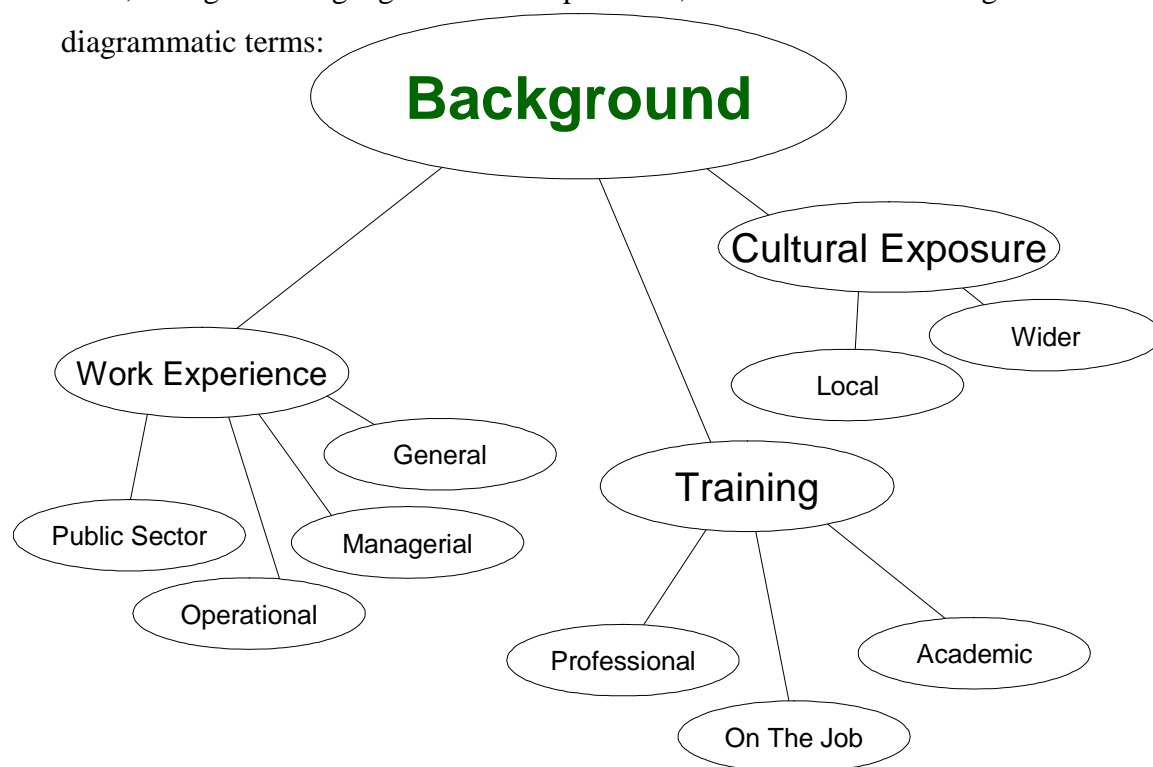 diagrammatic terms:
Background
Cultural Exposure
Wider
Local
Work Experience
General
Public Sector
Managerial
Operational
Training
Professional
Academic
On The Job